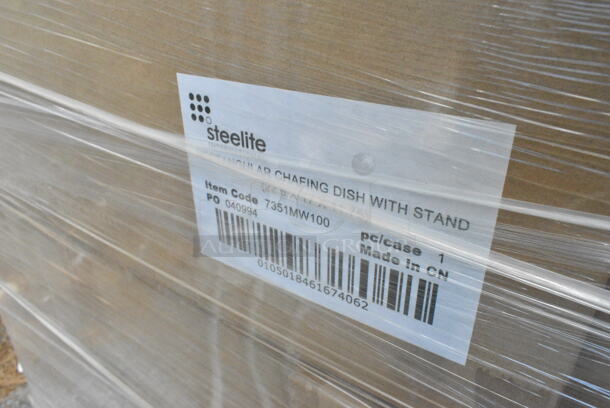 steelite
CHAFING DISH WITH STAND
Item Code 7351MW100
PO 040994
pc/case 1
Made in CN
0105018461674062